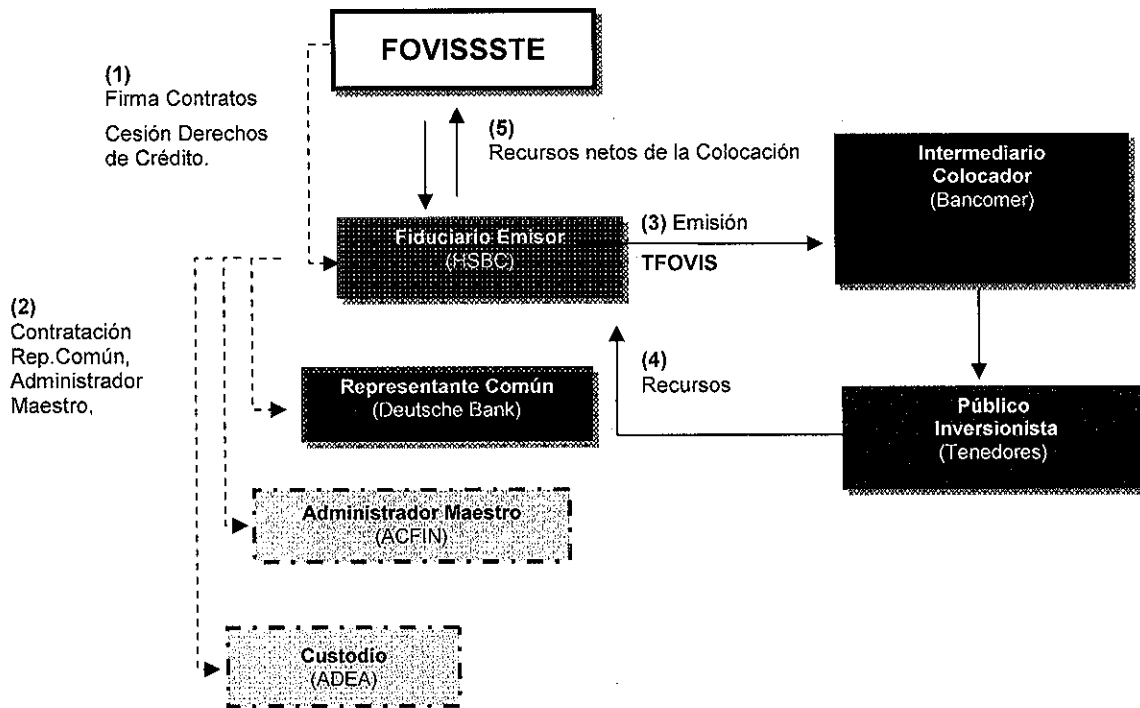 FOVISSSTE
(1)
Firma Contratos
Cesión Derechos
de Crédito.
(5)
Recursos netos de la Colocación
Intermediario
Colocador
(Bancomer)
Fiduciario Emisor
(HSBC)
(3) Emisión
TFOVIS
(2)
Contratación
Rep.Común,
Administrador
Maestro,
(4)
Recursos
Representante Común
(Deutsche Bank)
Público
Inversionista
(Tenedores)
Administrador Maestro
(ACFIN)
Custodio
(ADEA)